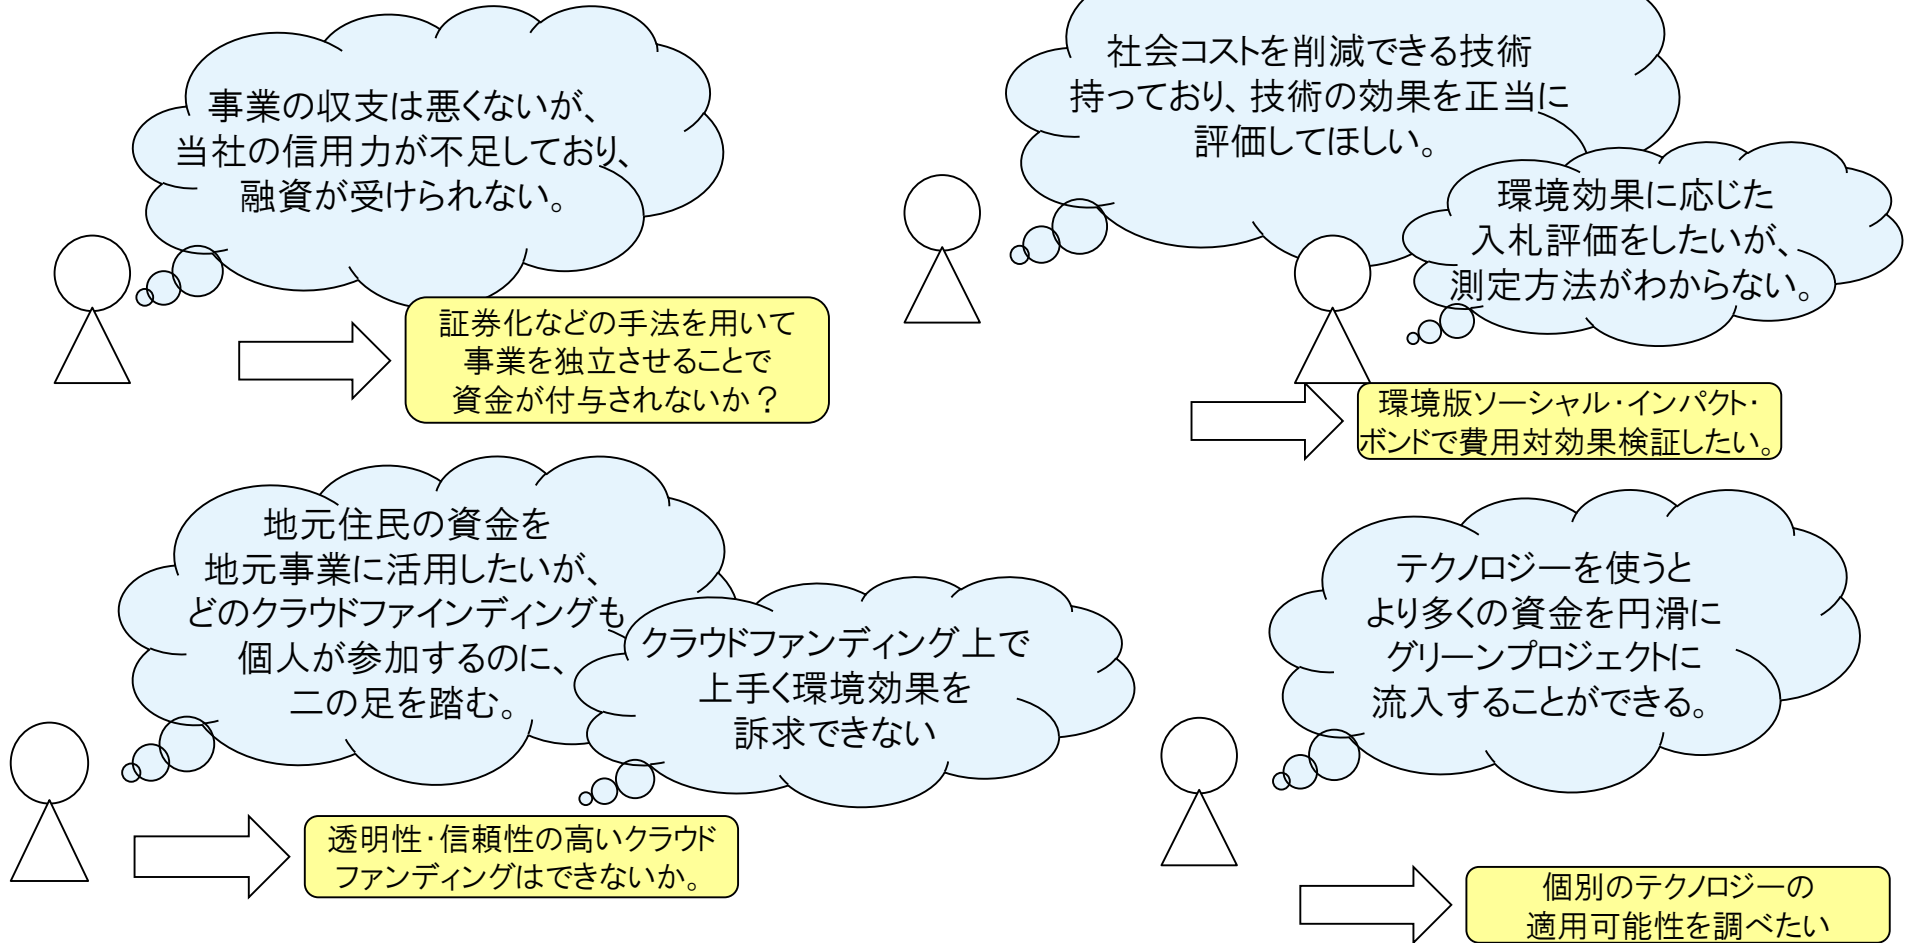 事業の収支は悪くないが、
当社の信用力が不足しており、
融資が受けられない。
証券化などの手法を用いて
事業を独立させることで
資金が付与されないか？
社会コストを削減できる技術
持っており、技術の効果を正当に
評価してほしい。
環境効果に応じた
入札評価をしたいが、
測定方法がわからない。
環境版ソーシャル・インパクト・
ボンドで費用対効果検証したい。
地元住民の資金を
地元事業に活用したいが、
どのクラウドファインディングも
個人が参加するのに、
二の足を踏む。
クラウドファンディング上で
上手く環境効果を
訴求できない
透明性・信頼性の高いクラウド
ファンディングはできないか。
テクノロジーを使うと
より多くの資金を円滑に
グリーンプロジェクトに
流入することができる。
個別のテクノロジーの
適用可能性を調べたい